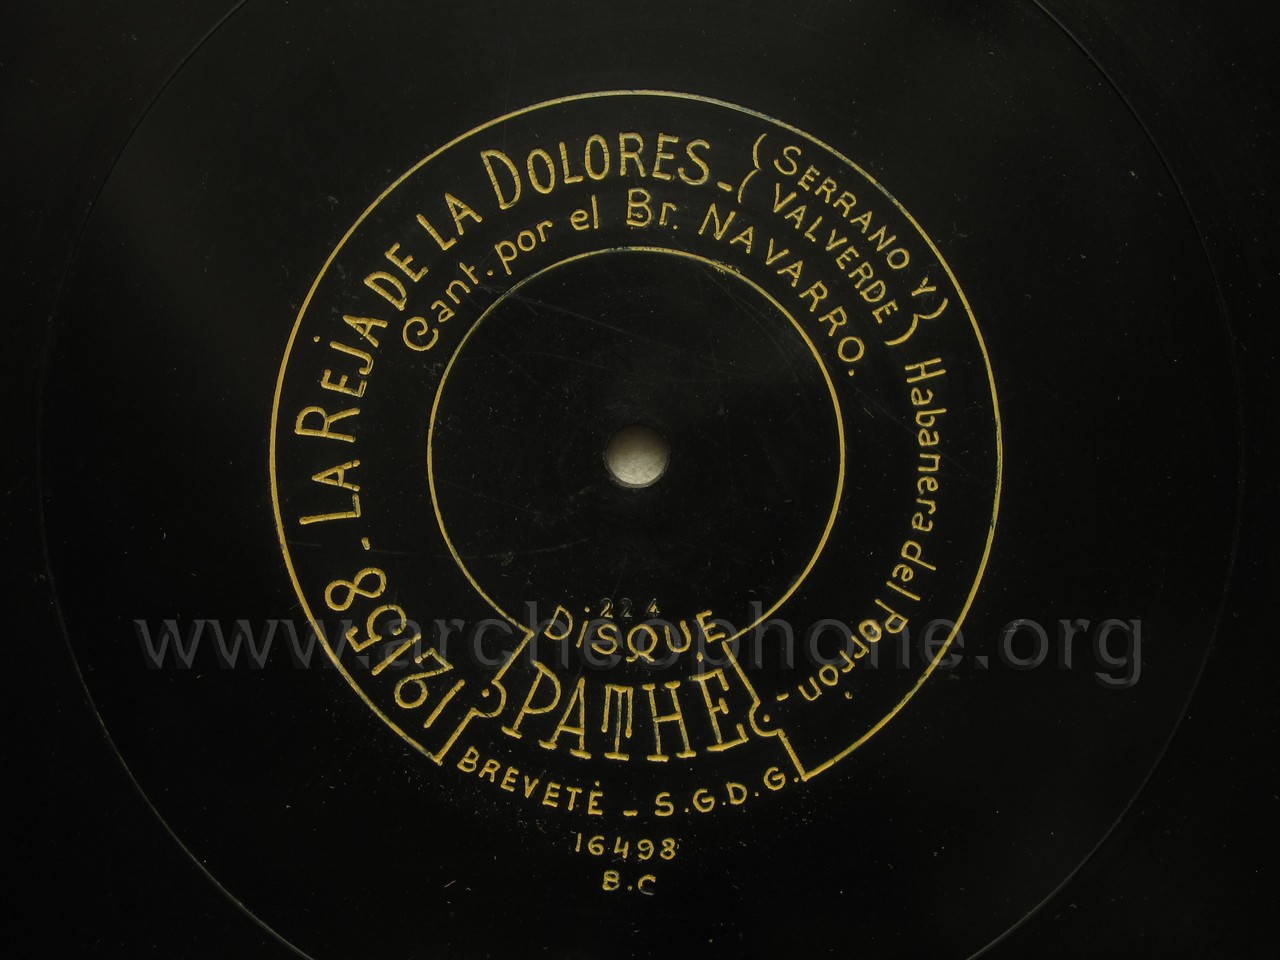 12158 - LA REJA DE LA DOLORES - (SERRANO Y VALVERDE) Habanera del Porron -
Cant. por el Br. NAVARRO.
224
DISQUE
PATHÉ
BREVETÉ - S.G.D.G.
16498
B.C
www.archeophone.org